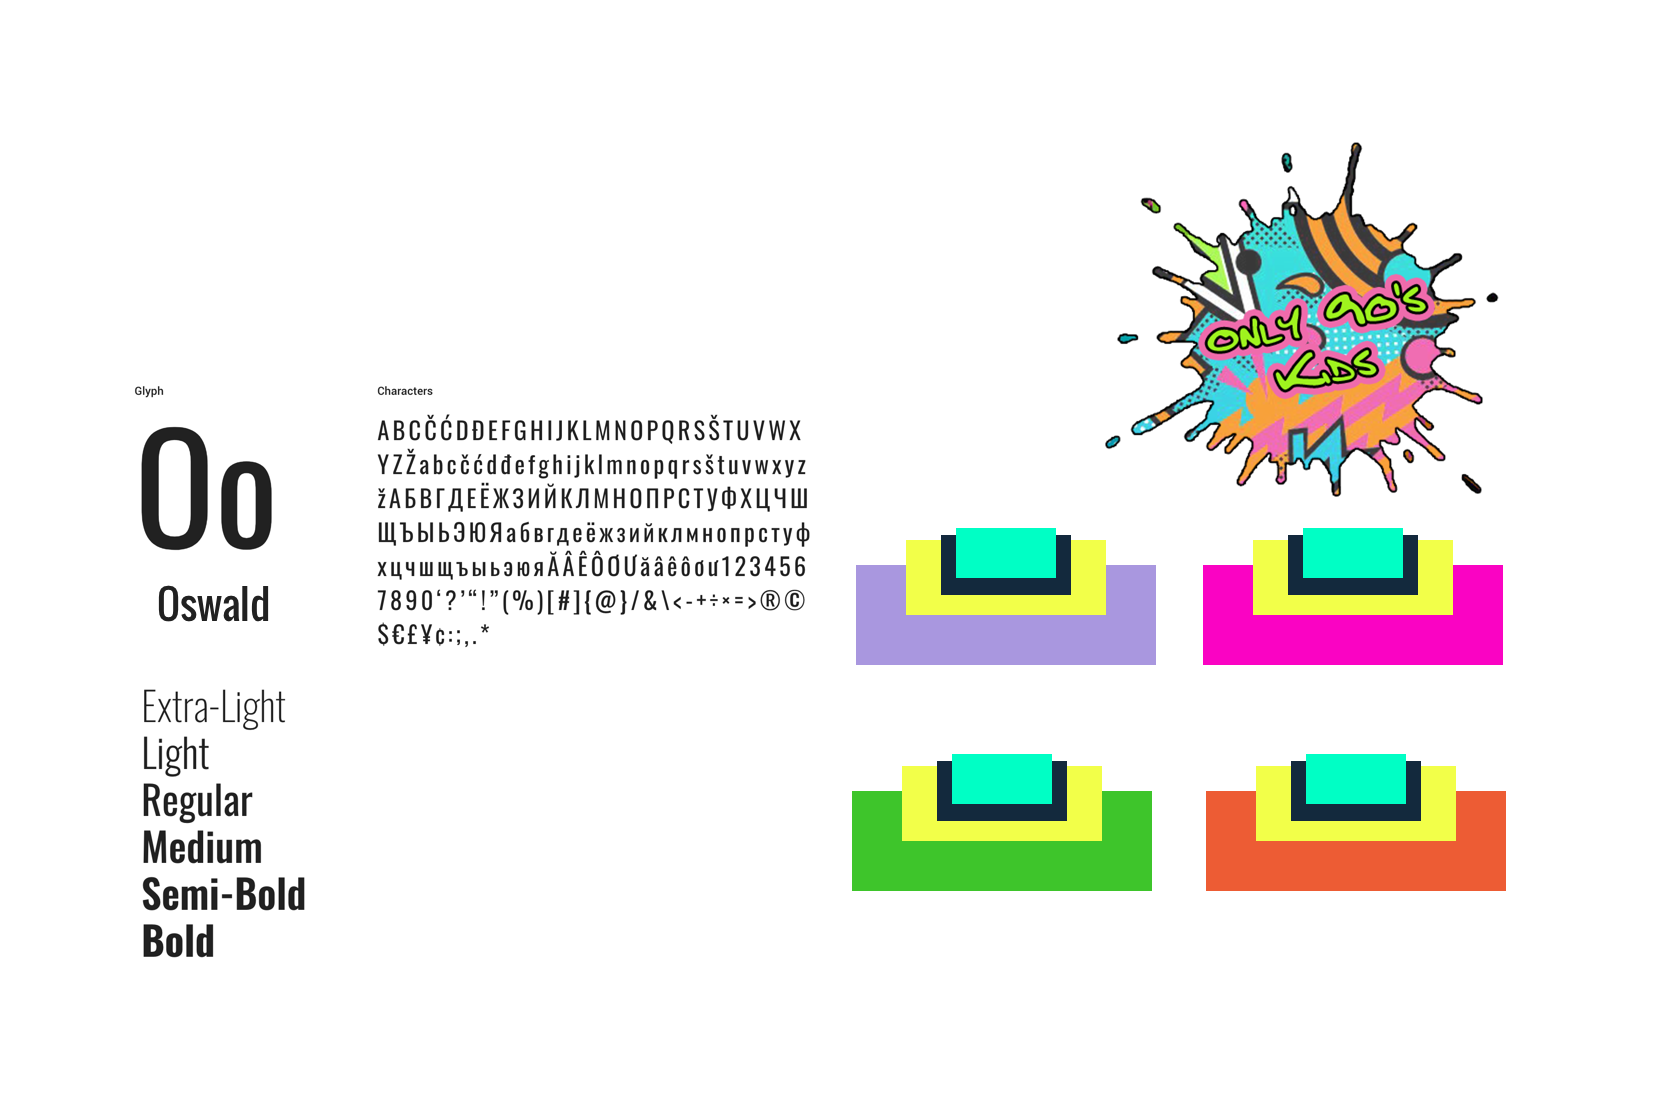 Glyph
Oo
Oswald
Extra-Light
Light
Regular
Medium
Semi-Bold
Bold
Characters
ABCČĆDĐEFGHIJKLMNOPQRSŠTUVWX
YZŽabcčćdđefghijklmnopqrsštuvwxyz
žАБВГДЕЁЖЗИЙКЛМНОПРСТУФХЦЧШ
ЩЪЫЬЭЮЯабвгдеёжзийклмнопрстуф
хцчшщъыьэюяĂÂÊÔƠƯăâêôơư123456
7890‘?’“!”(%)[#]{@}/&\<-+÷×=>®©
$€£¥¢:;,.*
ONLY 90'S
KIDS